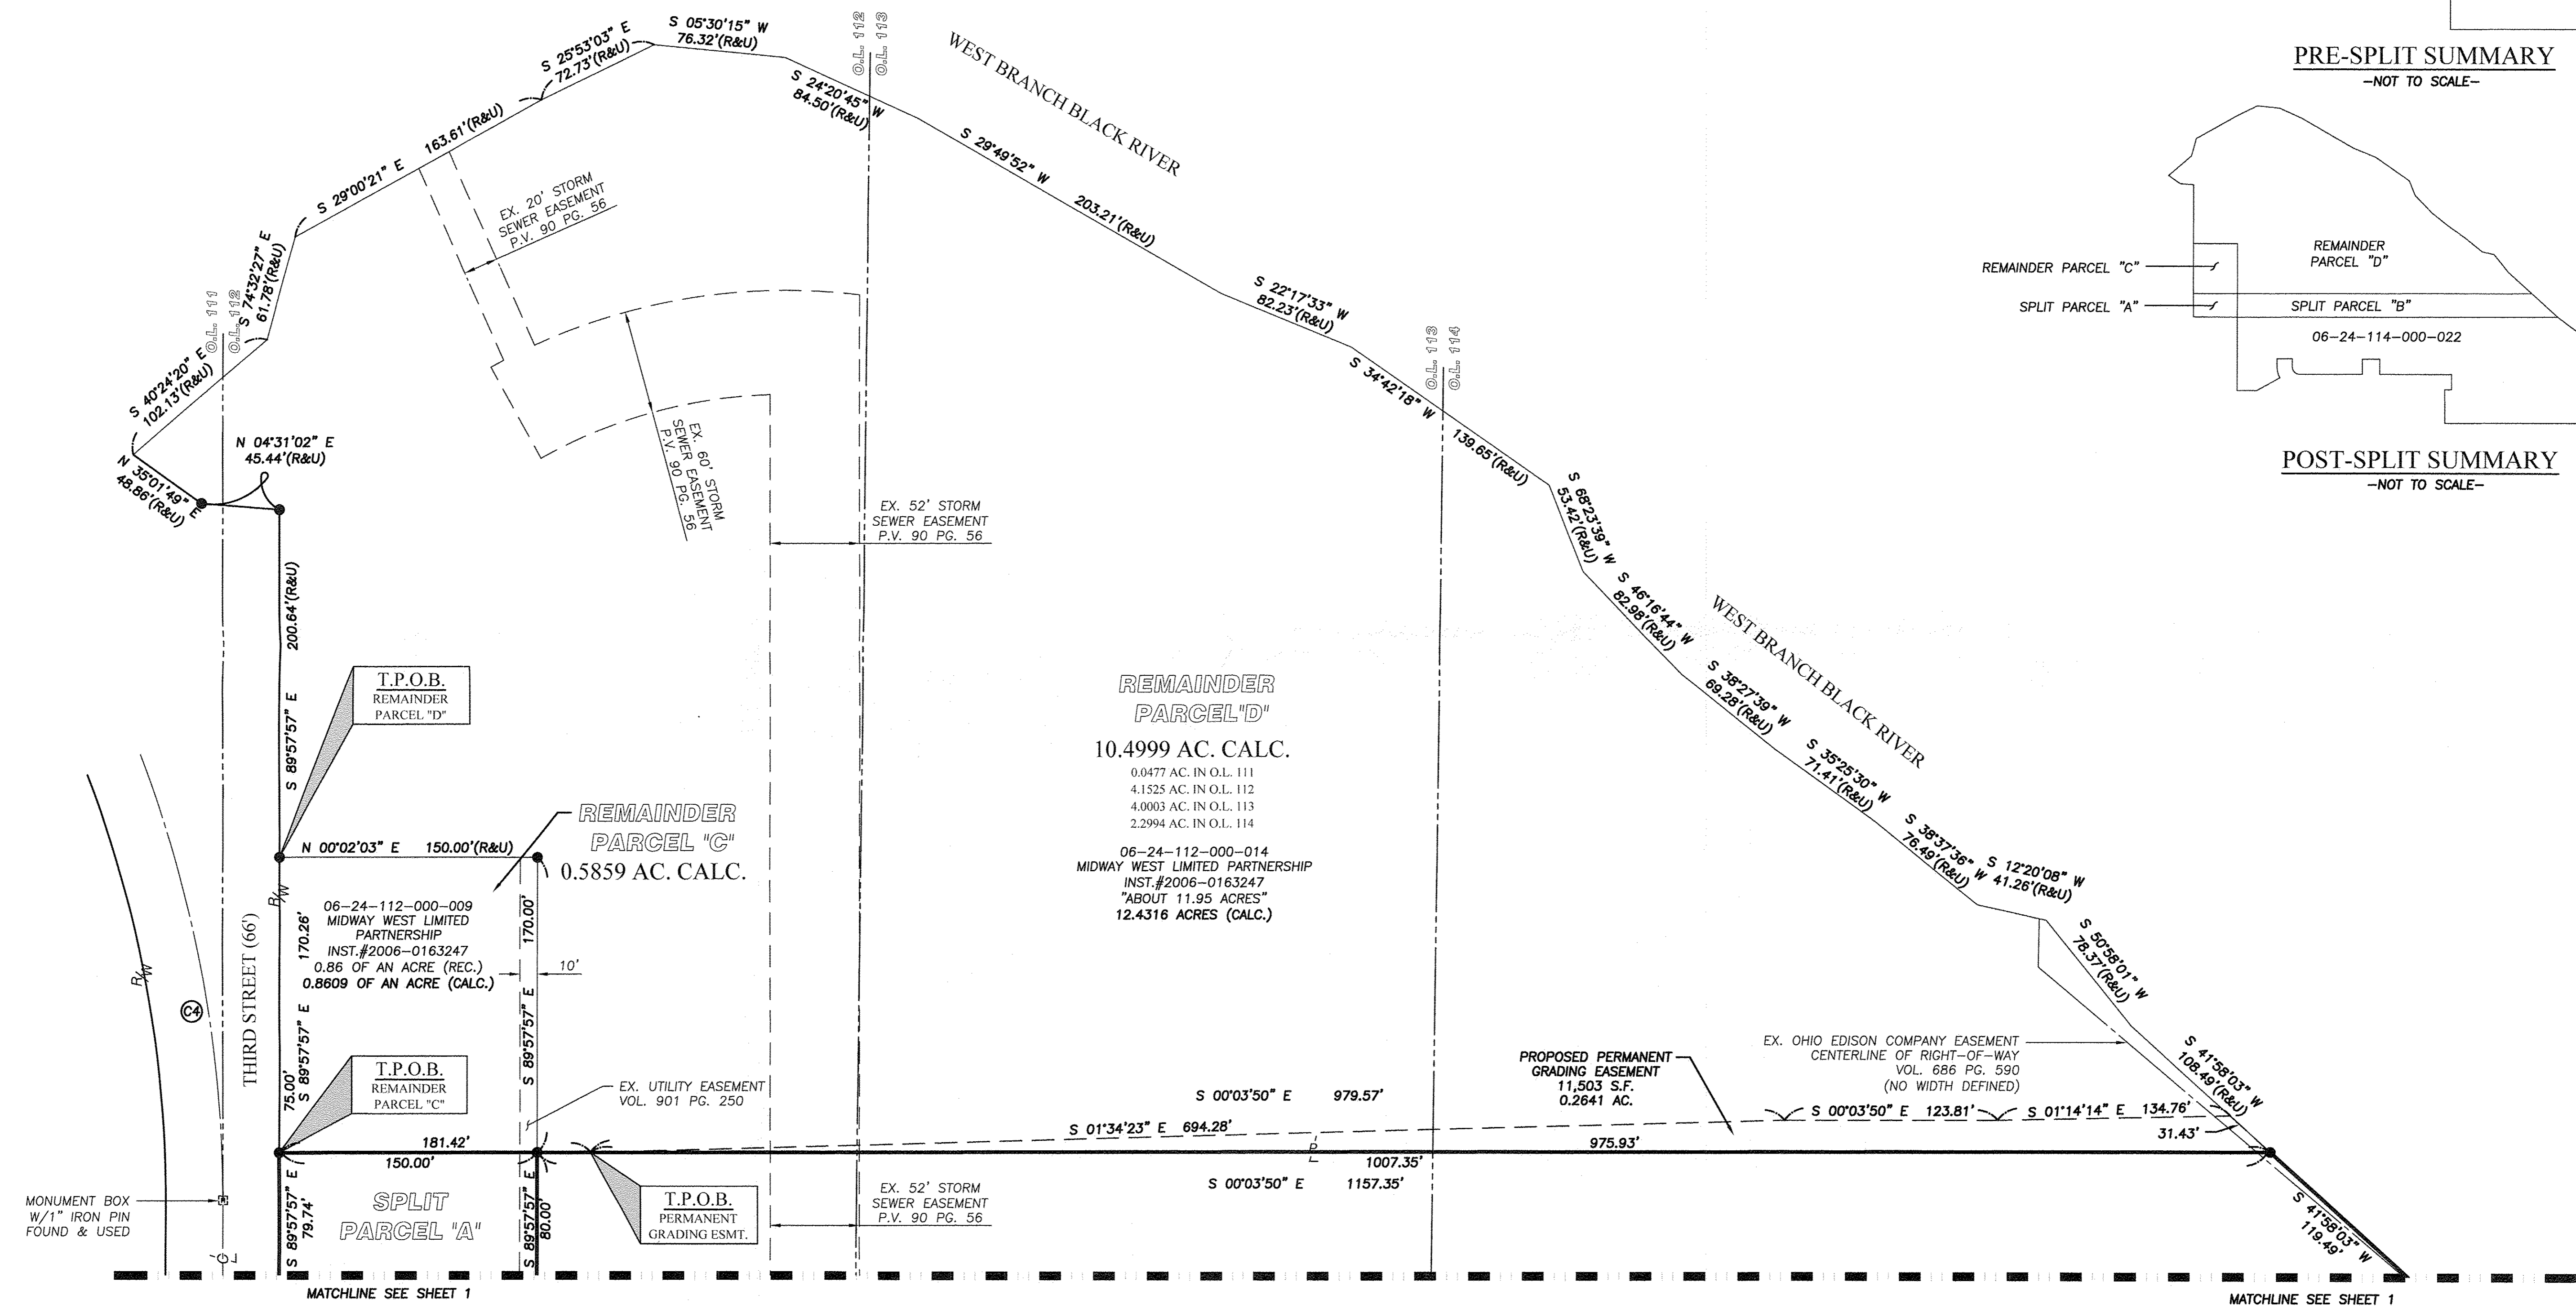 S 05°30'15" W
76.32'(R&U)
S 25°53'03" E
72.73'(R&U)
O.L. 112
O.L. 113
WEST BRANCH BLACK RIVER
S 24°20'45" W
84.50'(R&U)
S 29°00'21" E 163.61'(R&U)
S 29°49'52" W 203.21'(R&U)
EX. 20' STORM
SEWER EASEMENT
P.V. 90 PG. 56
S 74°32'27" E
61.78'(R&U)
O.L. 111
O.L. 112
S 40°24'20" E
102.13'(R&U)
N 04°31'02" E
45.44'(R&U)
N 35°01'49" E
48.86'(R&U)
EX. 60' STORM
SEWER EASEMENT
P.V. 90 PG. 56
EX. 52' STORM
SEWER EASEMENT
P.V. 90 PG. 56
S 22°17'33" W
82.23'(R&U)
O.L. 113
O.L. 114
S 34°42'18" W 139.65'(R&U)
S 68°23'39" W
53.42'(R&U)
S 46°16'44" W
82.98'(R&U)
WEST BRANCH BLACK RIVER
S 38°27'39" W
69.28'(R&U)
S 35°25'30" W
71.41'(R&U)
S 38°37'36" W
76.49'(R&U)
S 12°20'08" W
41.26'(R&U)
S 50°58'01" W
78.37'(R&U)
S 41°58'03" W
108.49'(R&U)
PRE-SPLIT SUMMARY
-NOT TO SCALE-
REMAINDER
PARCEL "D"
REMAINDER PARCEL "C"
SPLIT PARCEL "A"
SPLIT PARCEL "B"
06-24-114-000-022
POST-SPLIT SUMMARY
-NOT TO SCALE-
S 89°57'57" E 200.64'(R&U)
T.P.O.B.
REMAINDER
PARCEL "D"
N 00°02'03" E 150.00'(R&U)
REMAINDER
PARCEL "C"
0.5859 AC. CALC.
REMAINDER
PARCEL"D"
10.4999 AC. CALC.
0.0477 AC. IN O.L. 111
4.1525 AC. IN O.L. 112
4.0003 AC. IN O.L. 113
2.2994 AC. IN O.L. 114
06-24-112-000-014
MIDWAY WEST LIMITED PARTNERSHIP
INST.#2006-0163247
"ABOUT 11.95 ACRES"
12.4316 ACRES (CALC.)
R/W
R/W
06-24-112-000-009
MIDWAY WEST LIMITED
PARTNERSHIP
INST.#2006-0163247
0.86 OF AN ACRE (REC.)
0.8609 OF AN ACRE (CALC.)
170.26'
S 89°57'57" E
75.00'
S 89°57'57" E 170.00'
10'
C4
THIRD STREET (66')
T.P.O.B.
REMAINDER
PARCEL "C"
EX. UTILITY EASEMENT
VOL. 901 PG. 250
S 00°03'50" E 979.57'
S 01°34'23" E 694.28'
PROPOSED PERMANENT
GRADING EASEMENT
11,503 S.F.
0.2641 AC.
EX. OHIO EDISON COMPANY EASEMENT
CENTERLINE OF RIGHT-OF-WAY
VOL. 686 PG. 590
(NO WIDTH DEFINED)
S 00°03'50" E 123.81'
S 01°14'14" E 134.76'
31.43'
181.42'
150.00'
975.93'
1007.35'
S 00°03'50" E 1157.35'
PL
MONUMENT BOX
W/1" IRON PIN
FOUND & USED
CL
S 89°57'57" E
79.74'
SPLIT
PARCEL "A"
S 89°57'57" E
80.00'
T.P.O.B.
PERMANENT
GRADING ESMT.
EX. 52' STORM
SEWER EASEMENT
P.V. 90 PG. 56
S 41°58'03" W
119.49'
MATCHLINE SEE SHEET 1
MATCHLINE SEE SHEET 1